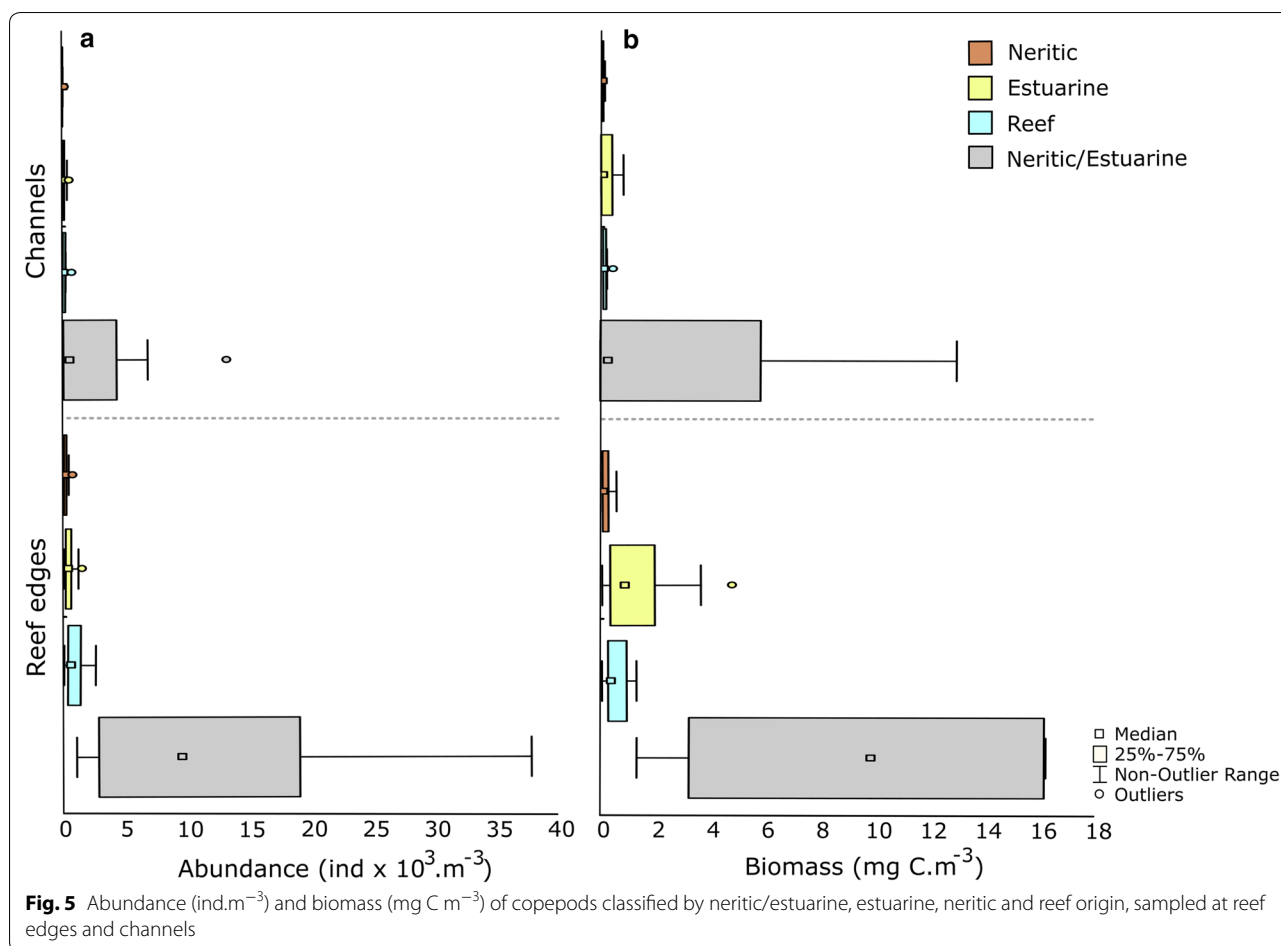 a
b
Neritic
Estuarine
Reef
Neritic/Estuarine
Channels
Reef edges
Median
25%-75%
Non-Outlier Range
Outliers
0 5 10 15 20 25 30 35 40
0 2 4 6 8 10 12 14 16 18
Abundance (ind x 10³.m⁻³)
Biomass (mg C.m⁻³)
Fig. 5 Abundance (ind.m⁻³) and biomass (mg C m⁻³) of copepods classified by neritic/estuarine, estuarine, neritic and reef origin, sampled at reef
edges and channels